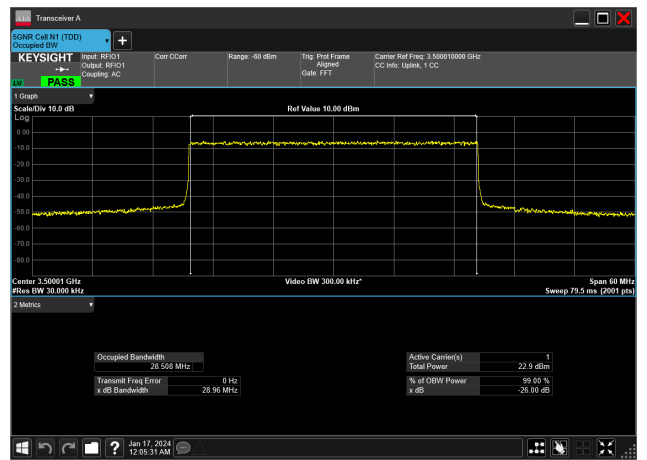 Transceiver A
5GNR Cell N1 (TDD)
Occupied BW
KEYSIGHT
PASS
Input: RFIO1
Output: RFIO1
Coupling: AC
Corr CCorr
Range: -60 dBm
Trig: Prot Frame
Aligned
Gate: FFT
Carrier Ref Freq: 3.500010000 GHz
CC Info: Uplink, 1 CC
1 Graph
Scale/Div 10.0 dB
Ref Value 10.00 dBm
Log
0.00
-10.0
-20.0
-30.0
-40.0
-50.0
-60.0
-70.0
-80.0
Center 3.50001 GHz
Video BW 300.00 kHz*
Span 60 MHz
#Res BW 30.000 kHz
Sweep 79.5 ms (2001 pts)
2 Metrics
Occupied Bandwidth
28.508 MHz
Transmit Freq Error 0 Hz
x dB Bandwidth 28.96 MHz
Active Carrier(s) 1
Total Power 22.9 dBm
% of OBW Power 99.00 %
x dB -26.00 dB
?
Jan 17, 2024
12:05:31 AM